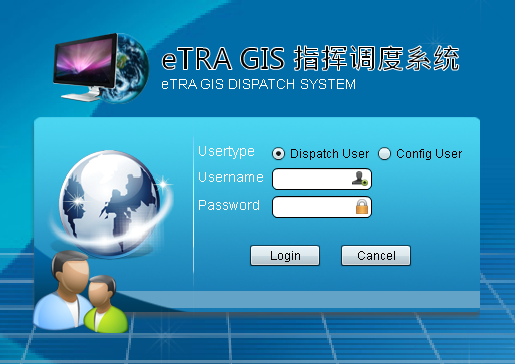 eTRA GIS 指挥调度系统
eTRA GIS DISPATCH SYSTEM
Usertype Dispatch User Config User
Username
Password
Login Cancel